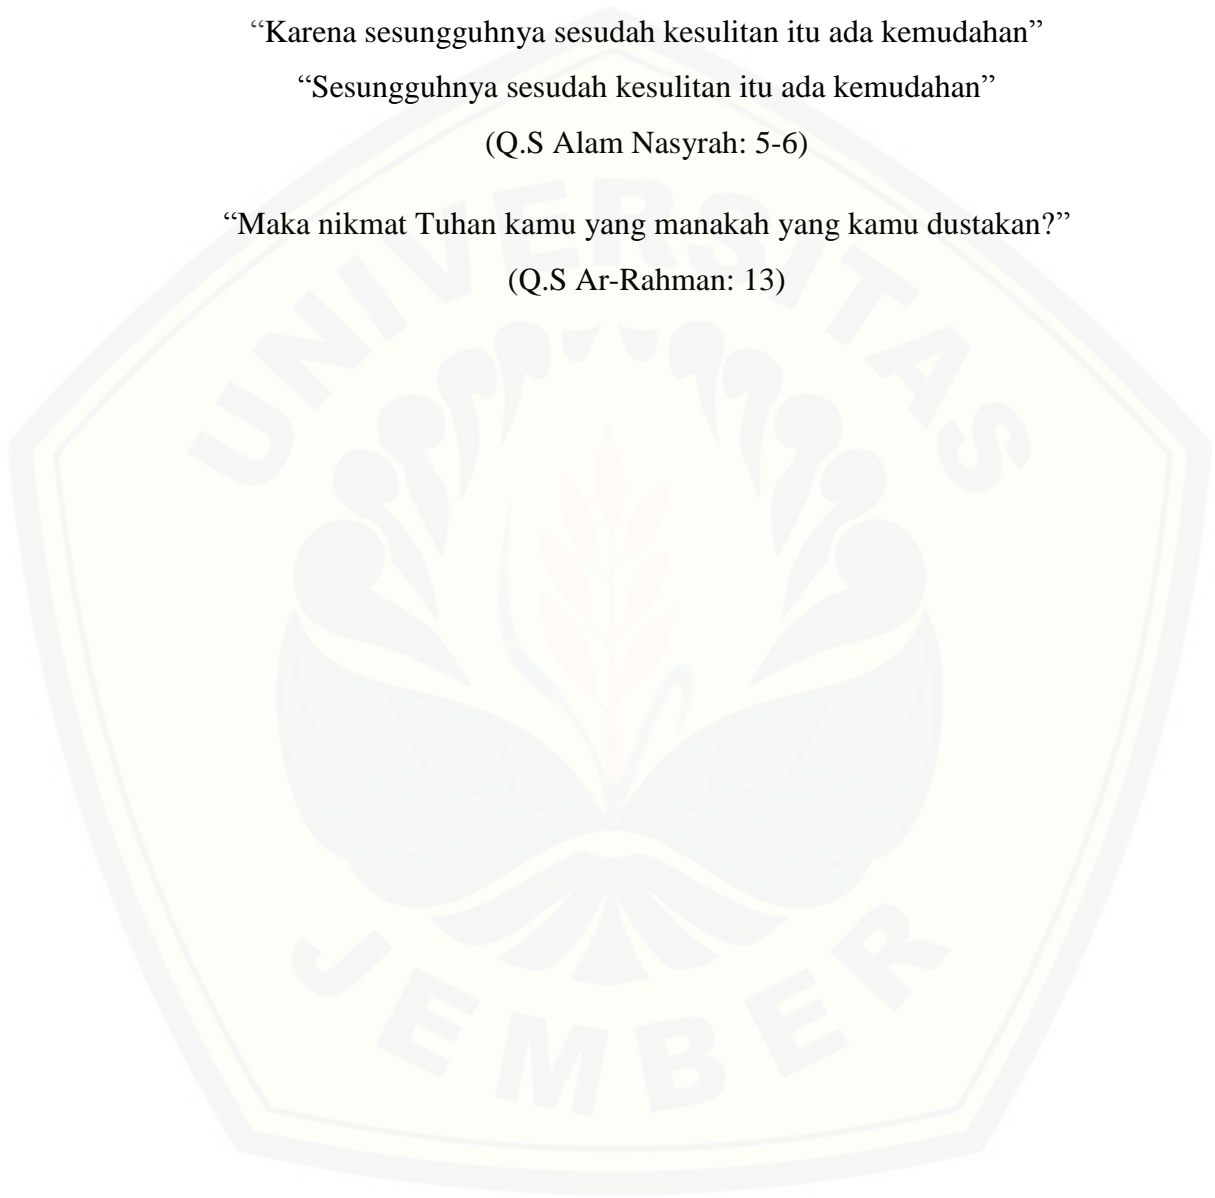 “Karena sesungguhnya sesudah kesulitan itu ada kemudahan”
“Sesungguhnya sesudah kesulitan itu ada kemudahan”
(Q.S Alam Nasyrah: 5-6)
“Maka nikmat Tuhan kamu yang manakah yang kamu dustakan?”
(Q.S Ar-Rahman: 13)
UNIVERSITAS
JEMBER